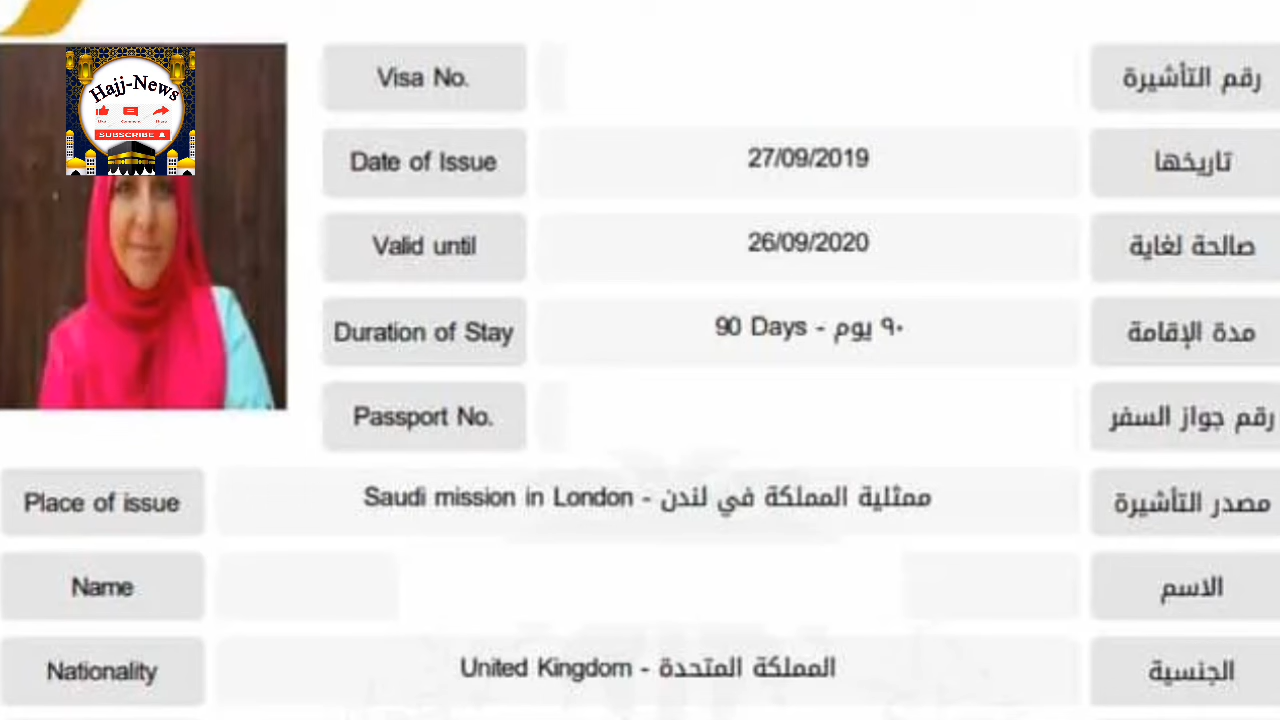 Hajj-News
SUBSCRIBE
Visa No. رقم التأشيرة
Date of Issue 27/09/2019 تاريخها
Valid until 26/09/2020 صالحة لغاية
Duration of Stay 90 Days - ٩٠ يوم مدة الإقامة
Passport No. رقم جواز السفر
Place of issue Saudi mission in London - ممثلية المملكة في لندن مصدر التأشيرة
Name الاسم
Nationality United Kingdom - المملكة المتحدة الجنسية